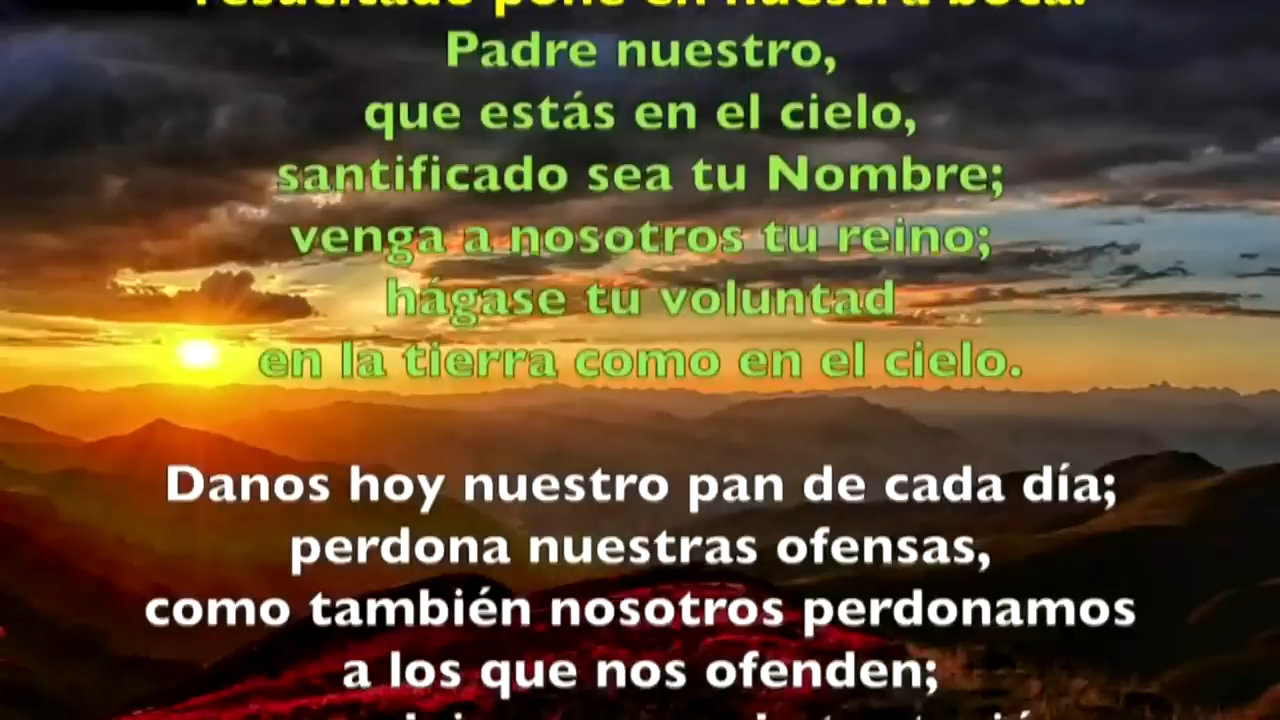 resucitado pone en nuestra boca:
Padre nuestro,
que estás en el cielo,
santificado sea tu Nombre;
venga a nosotros tu reino;
hágase tu voluntad
en la tierra como en el cielo.
Danos hoy nuestro pan de cada día;
perdona nuestras ofensas,
como también nosotros perdonamos
a los que nos ofenden;